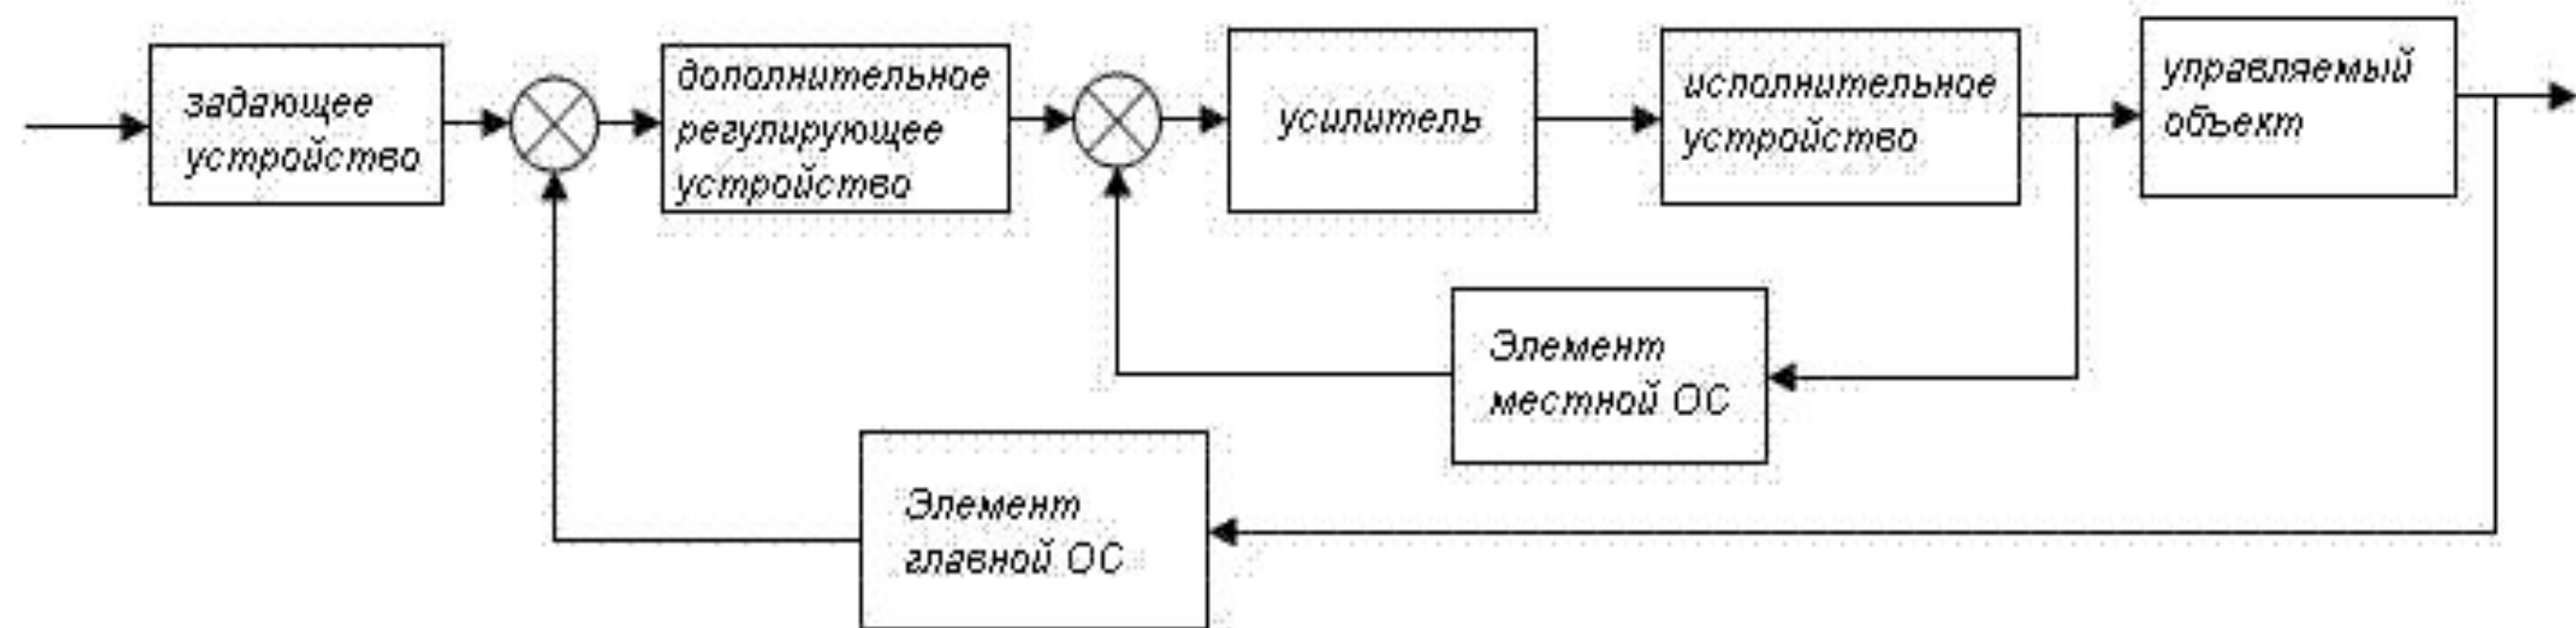 задающее
устройство
дополнительное
регулирующее
устройство
усилитель
исполнительное
устройство
управляемый
объект
Элемент
местной ОС
Элемент
главной ОС